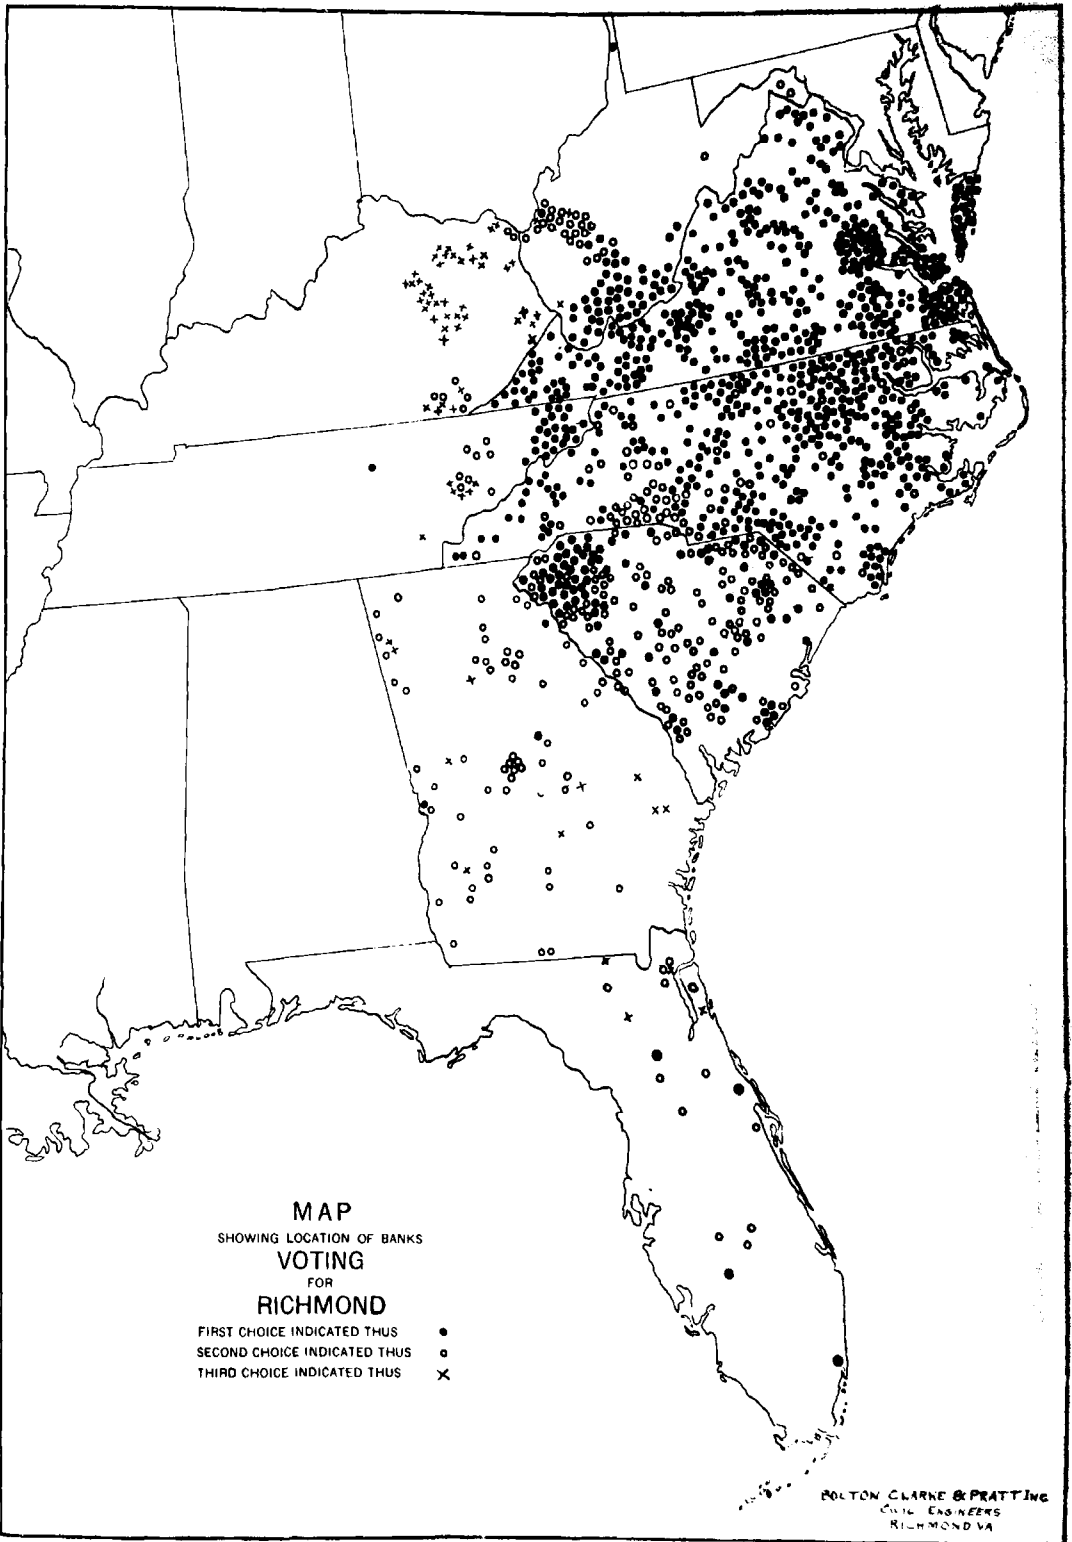 MAP
SHOWING LOCATION OF BANKS
VOTING
FOR
RICHMOND
FIRST CHOICE INDICATED THUS
SECOND CHOICE INDICATED THUS
THIRD CHOICE INDICATED THUS
BOLTON CLARKE & PRATT INC
CIVIL ENGINEERS
RICHMOND VA